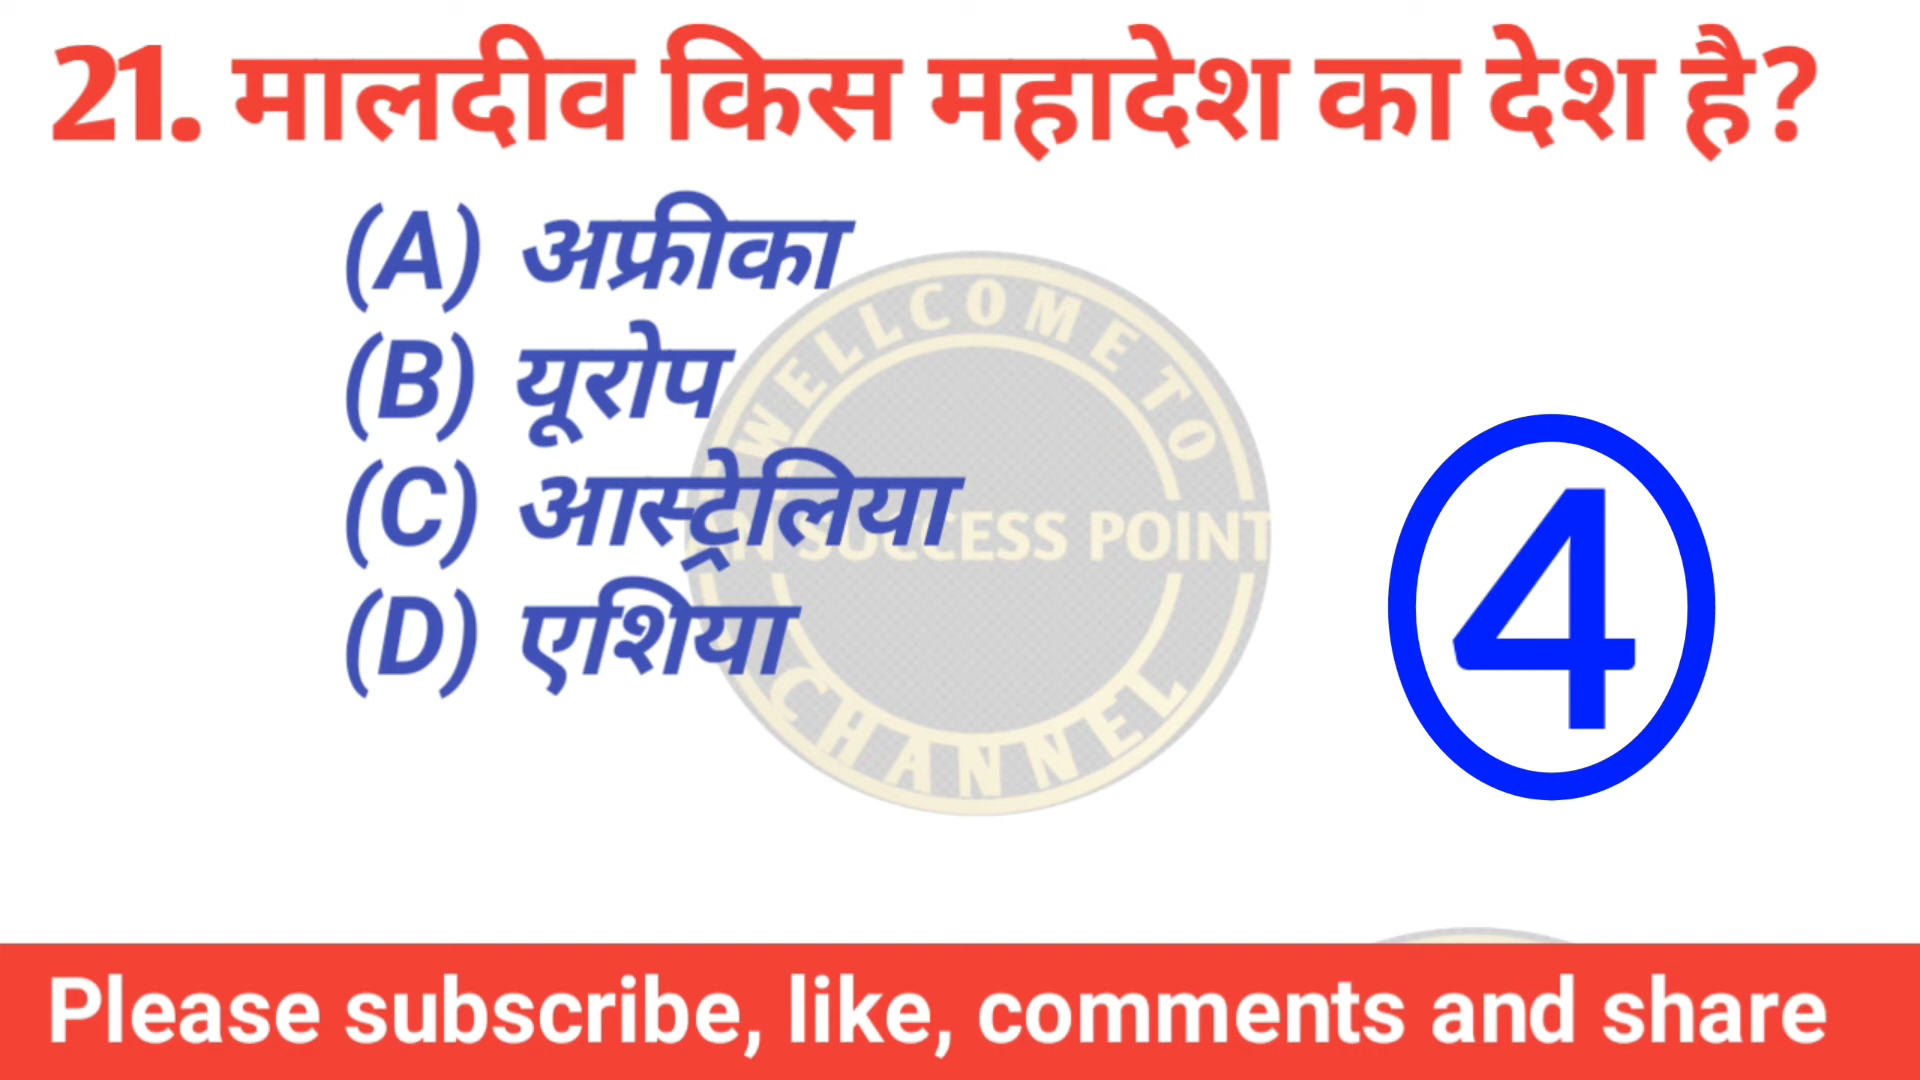 21. मालदीव किस महादेश का देश है?
(A) अफ्रीका
(B) यूरोप
(C) आस्ट्रेलिया
(D) एशिया
4
WELLCOME TO
SUCCESS POINT
CHANNEL
Please subscribe, like, comments and share